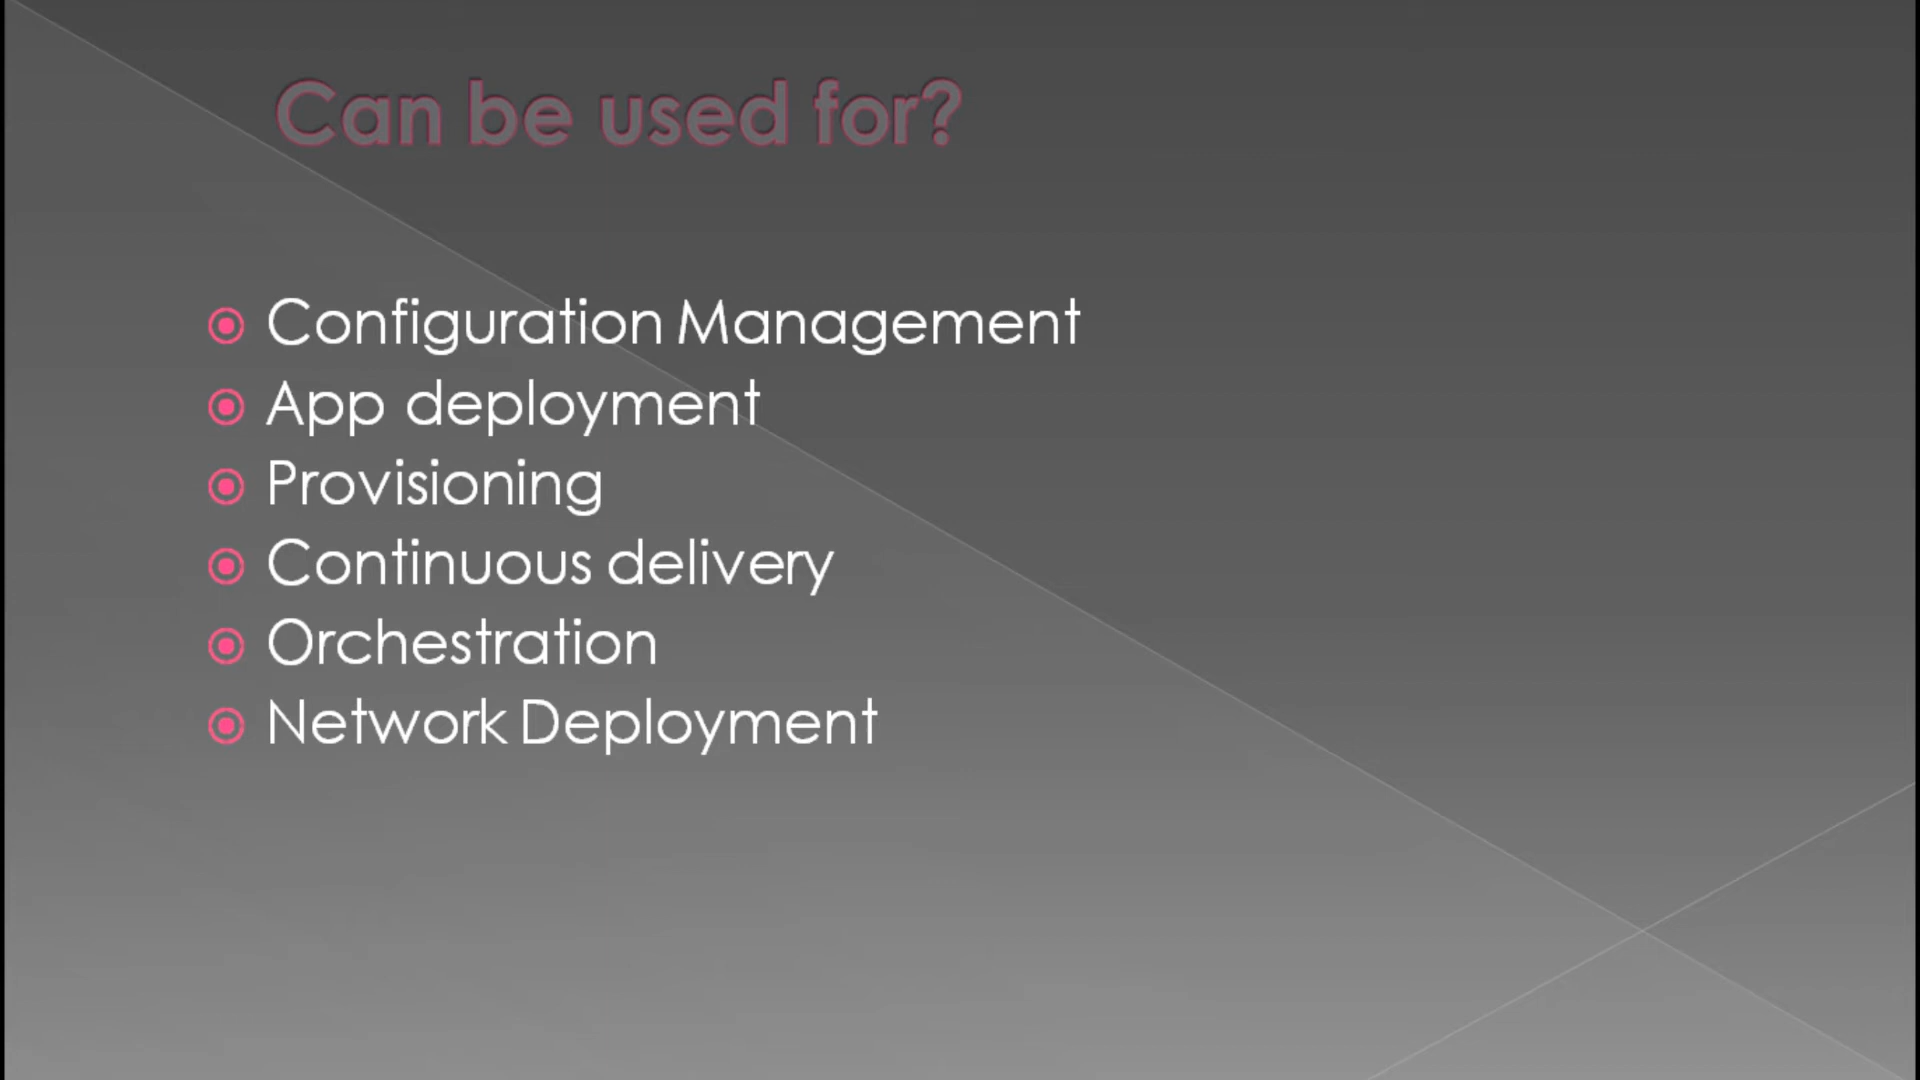 Can be used for?
Configuration Management
App deployment
Provisioning
Continuous delivery
Orchestration
Network Deployment